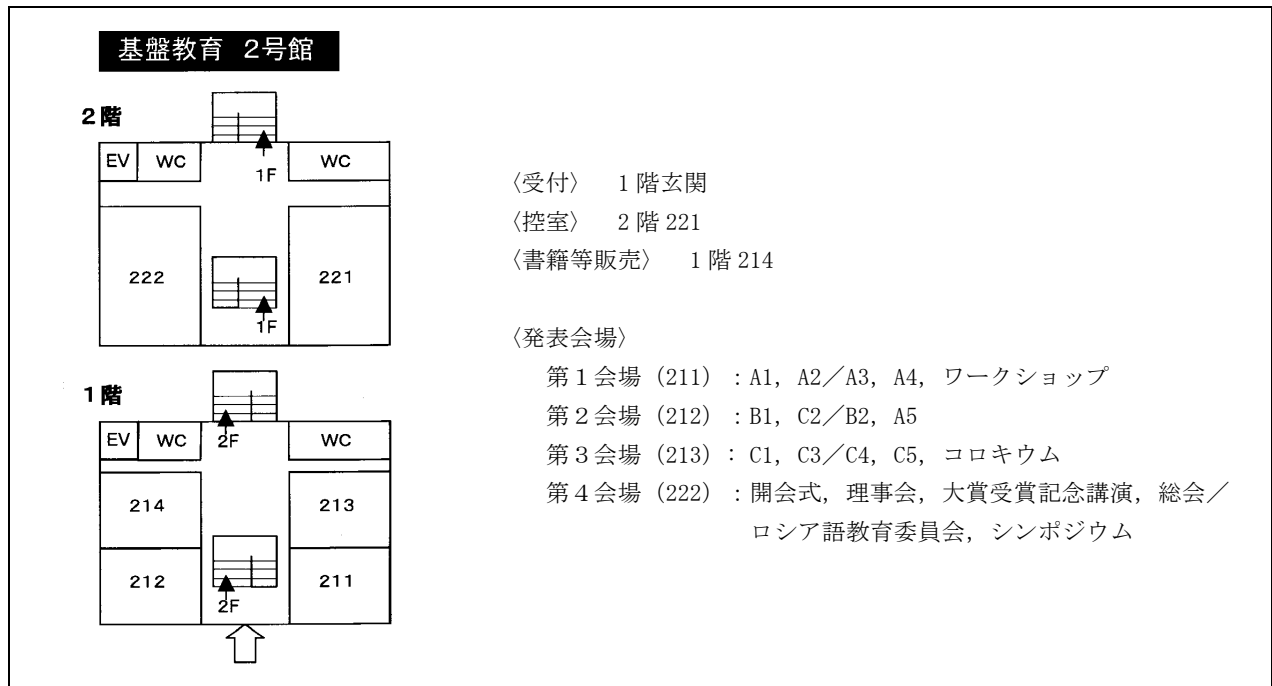 基盤教育 2号館
2階
EV WC 1F WC
222 221
1F
1階
EV WC 2F WC
214 213
212 211
2F
〈受付〉 1階玄関
〈控室〉 2階221
〈書籍等販売〉 1階214
〈発表会場〉
第1会場(211):A1, A2/A3, A4, ワークショップ
第2会場(212):B1, C2/B2, A5
第3会場(213):C1, C3/C4, C5, コロキウム
第4会場(222):開会式, 理事会, 大賞受賞記念講演, 総会/
ロシア語教育委員会, シンポジウム